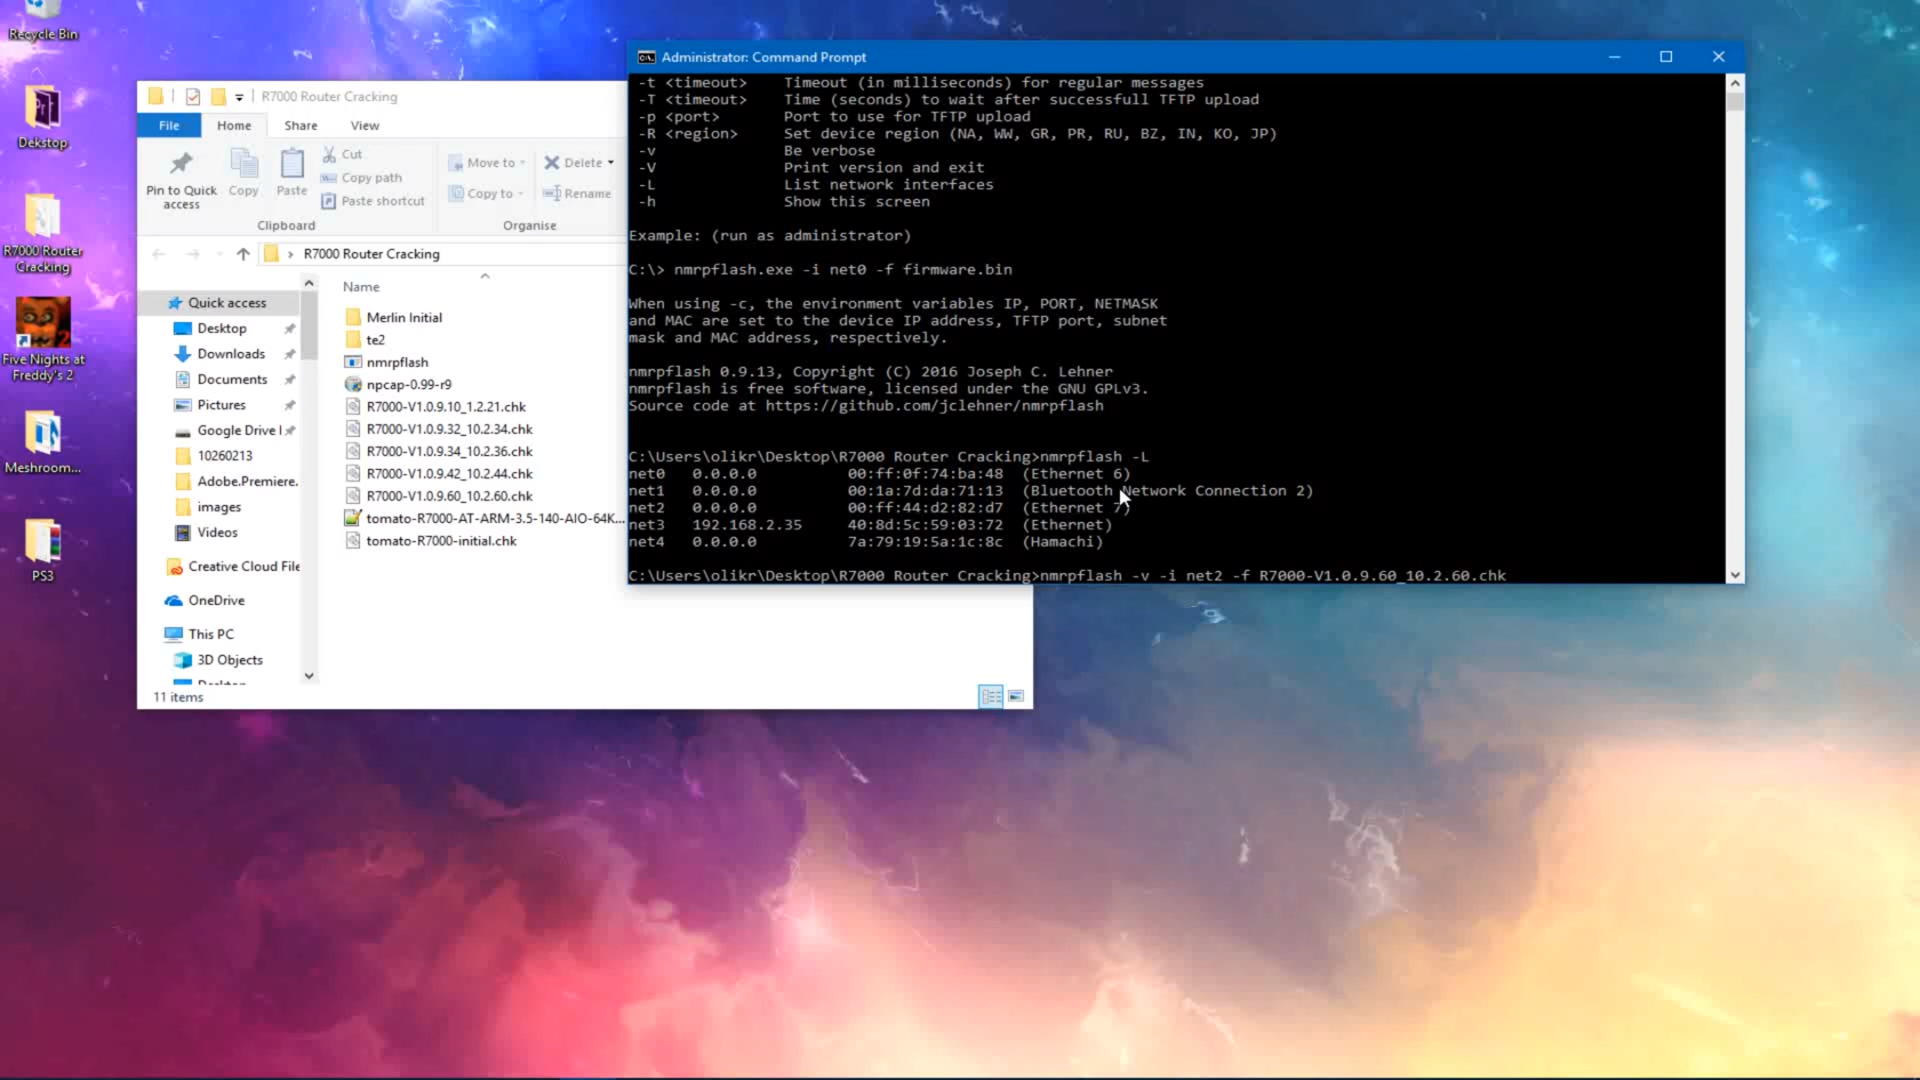 Recycle Bin
Dekstop
R7000 Router
Cracking
Five Nights at
Freddy's 2
Meshroom...
PS3
R7000 Router Cracking
File Home Share View
Pin to Quick
access
Copy
Paste
Cut
Copy path
Paste shortcut
Clipboard
Move to
Copy to
Delete
Rename
Organise
R7000 Router Cracking
Quick access
Desktop
Downloads
Documents
Pictures
Google Drive
10260213
Adobe.Premiere.
images
Videos
Creative Cloud File
OneDrive
This PC
3D Objects
11 items
Name
Merlin Initial
te2
nmrpflash
npcap-0.99-r9
R7000-V1.0.9.10_1.2.21.chk
R7000-V1.0.9.32_10.2.34.chk
R7000-V1.0.9.34_10.2.36.chk
R7000-V1.0.9.42_10.2.44.chk
R7000-V1.0.9.60_10.2.60.chk
tomato-R7000-AT-ARM-3.5-140-AIO-64K...
tomato-R7000-initial.chk
Administrator: Command Prompt
-t <timeout> Timeout (in milliseconds) for regular messages
-T <timeout> Time (seconds) to wait after successfull TFTP upload
-p <port> Port to use for TFTP upload
-R <region> Set device region (NA, WW, GR, PR, RU, BZ, IN, KO, JP)
-v Be verbose
-V Print version and exit
-L List network interfaces
-h Show this screen
Example: (run as administrator)
C:\> nmrpflash.exe -i net0 -f firmware.bin
When using -c, the environment variables IP, PORT, NETMASK
and MAC are set to the device IP address, TFTP port, subnet
mask and MAC address, respectively.
nmrpflash 0.9.13, Copyright (C) 2016 Joseph C. Lehner
nmrpflash is free software, licensed under the GNU GPLv3.
Source code at https://github.com/jclehner/nmrpflash
C:\Users\olikr\Desktop\R7000 Router Cracking>nmrpflash -L
net0 0.0.0.0 00:ff:0f:74:ba:48 (Ethernet 6)
net1 0.0.0.0 00:1a:7d:da:71:13 (Bluetooth Network Connection 2)
net2 0.0.0.0 00:ff:44:d2:82:d7 (Ethernet 7)
net3 192.168.2.35 40:8d:5c:59:03:72 (Ethernet)
net4 0.0.0.0 7a:79:19:5a:1c:8c (Hamachi)
C:\Users\olikr\Desktop\R7000 Router Cracking>nmrpflash -v -i net2 -f R7000-V1.0.9.60_10.2.60.chk